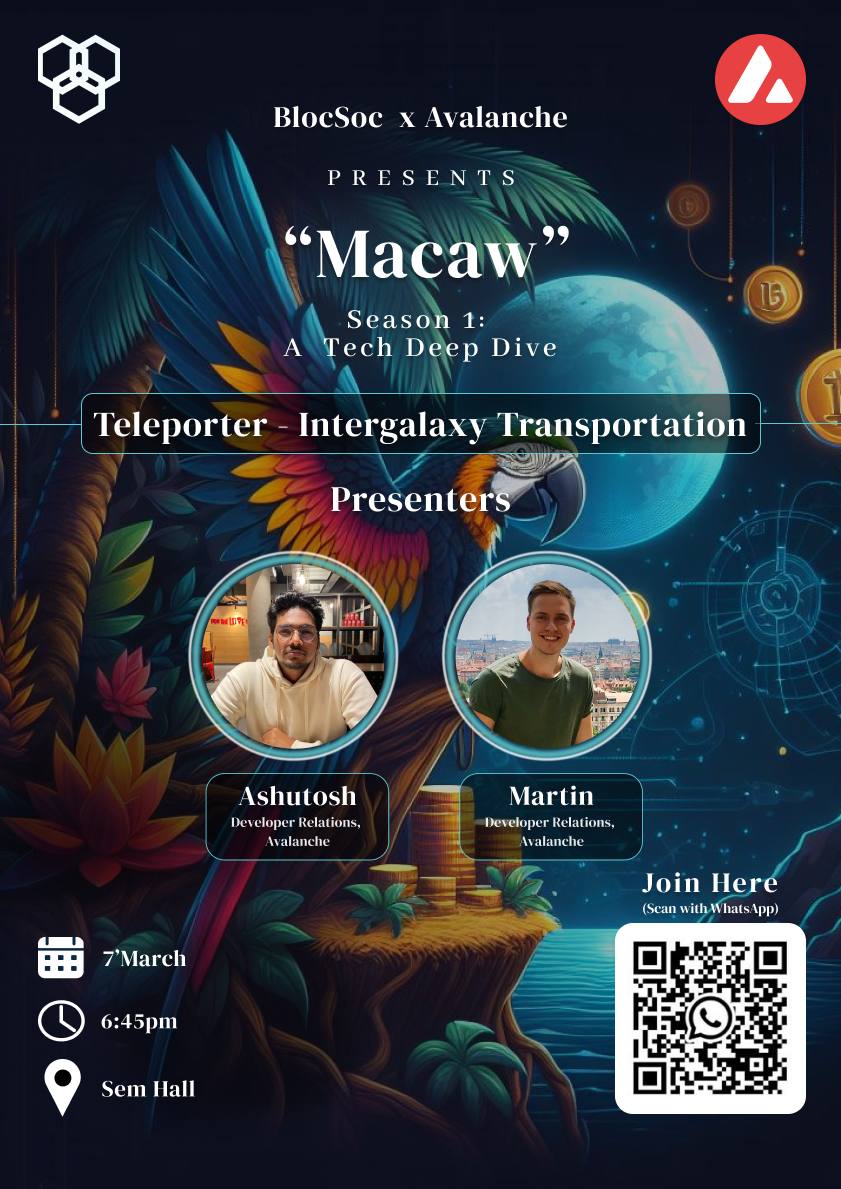 BlocSoc x Avalanche
PRESENTS
“Macaw”
Season 1:
A Tech Deep Dive
Teleporter - Intergalaxy Transportation
Presenters
Ashutosh
Developer Relations,
Avalanche
Martin
Developer Relations,
Avalanche
Join Here
(Scan with WhatsApp)
7’March
6:45pm
Sem Hall